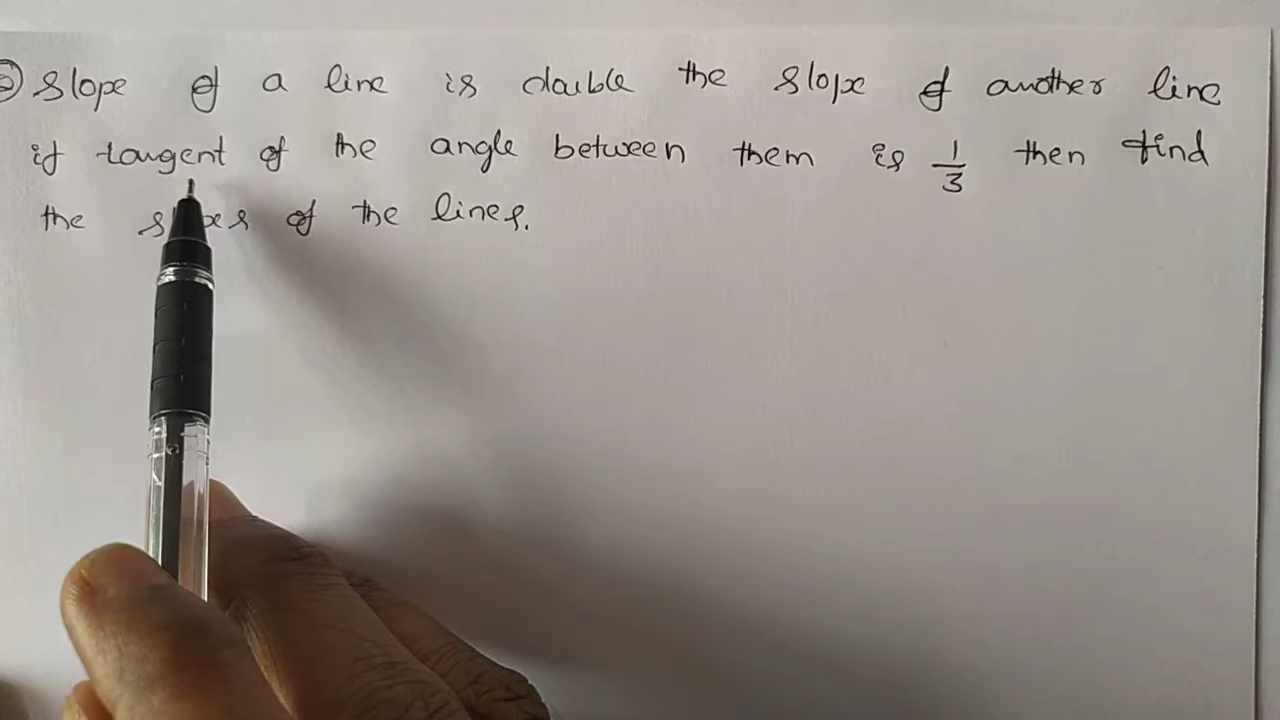 Slope of a line is double the slope of another line
if tangent of the angle between them is 1/3 then find
the of the lines.